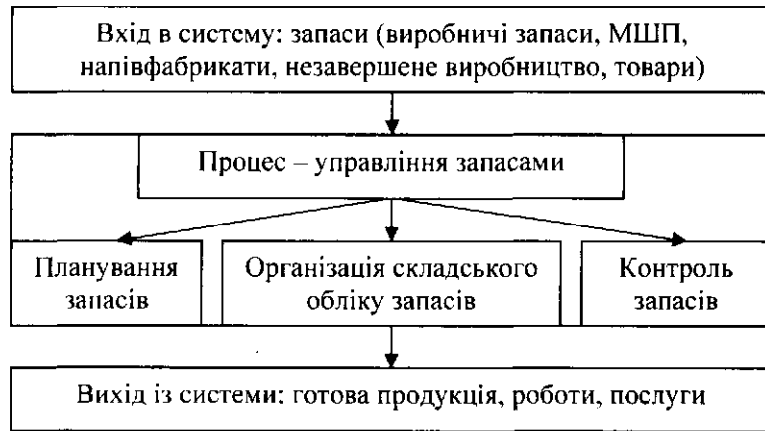 Вхід в систему: запаси (виробничі запаси, МШП,
напівфабрикати, незавершене виробництво, товари)
Процес – управління запасами
Планування
запасів
Організація складського
обліку запасів
Контроль
запасів
Вихід із системи: готова продукція, роботи, послуги